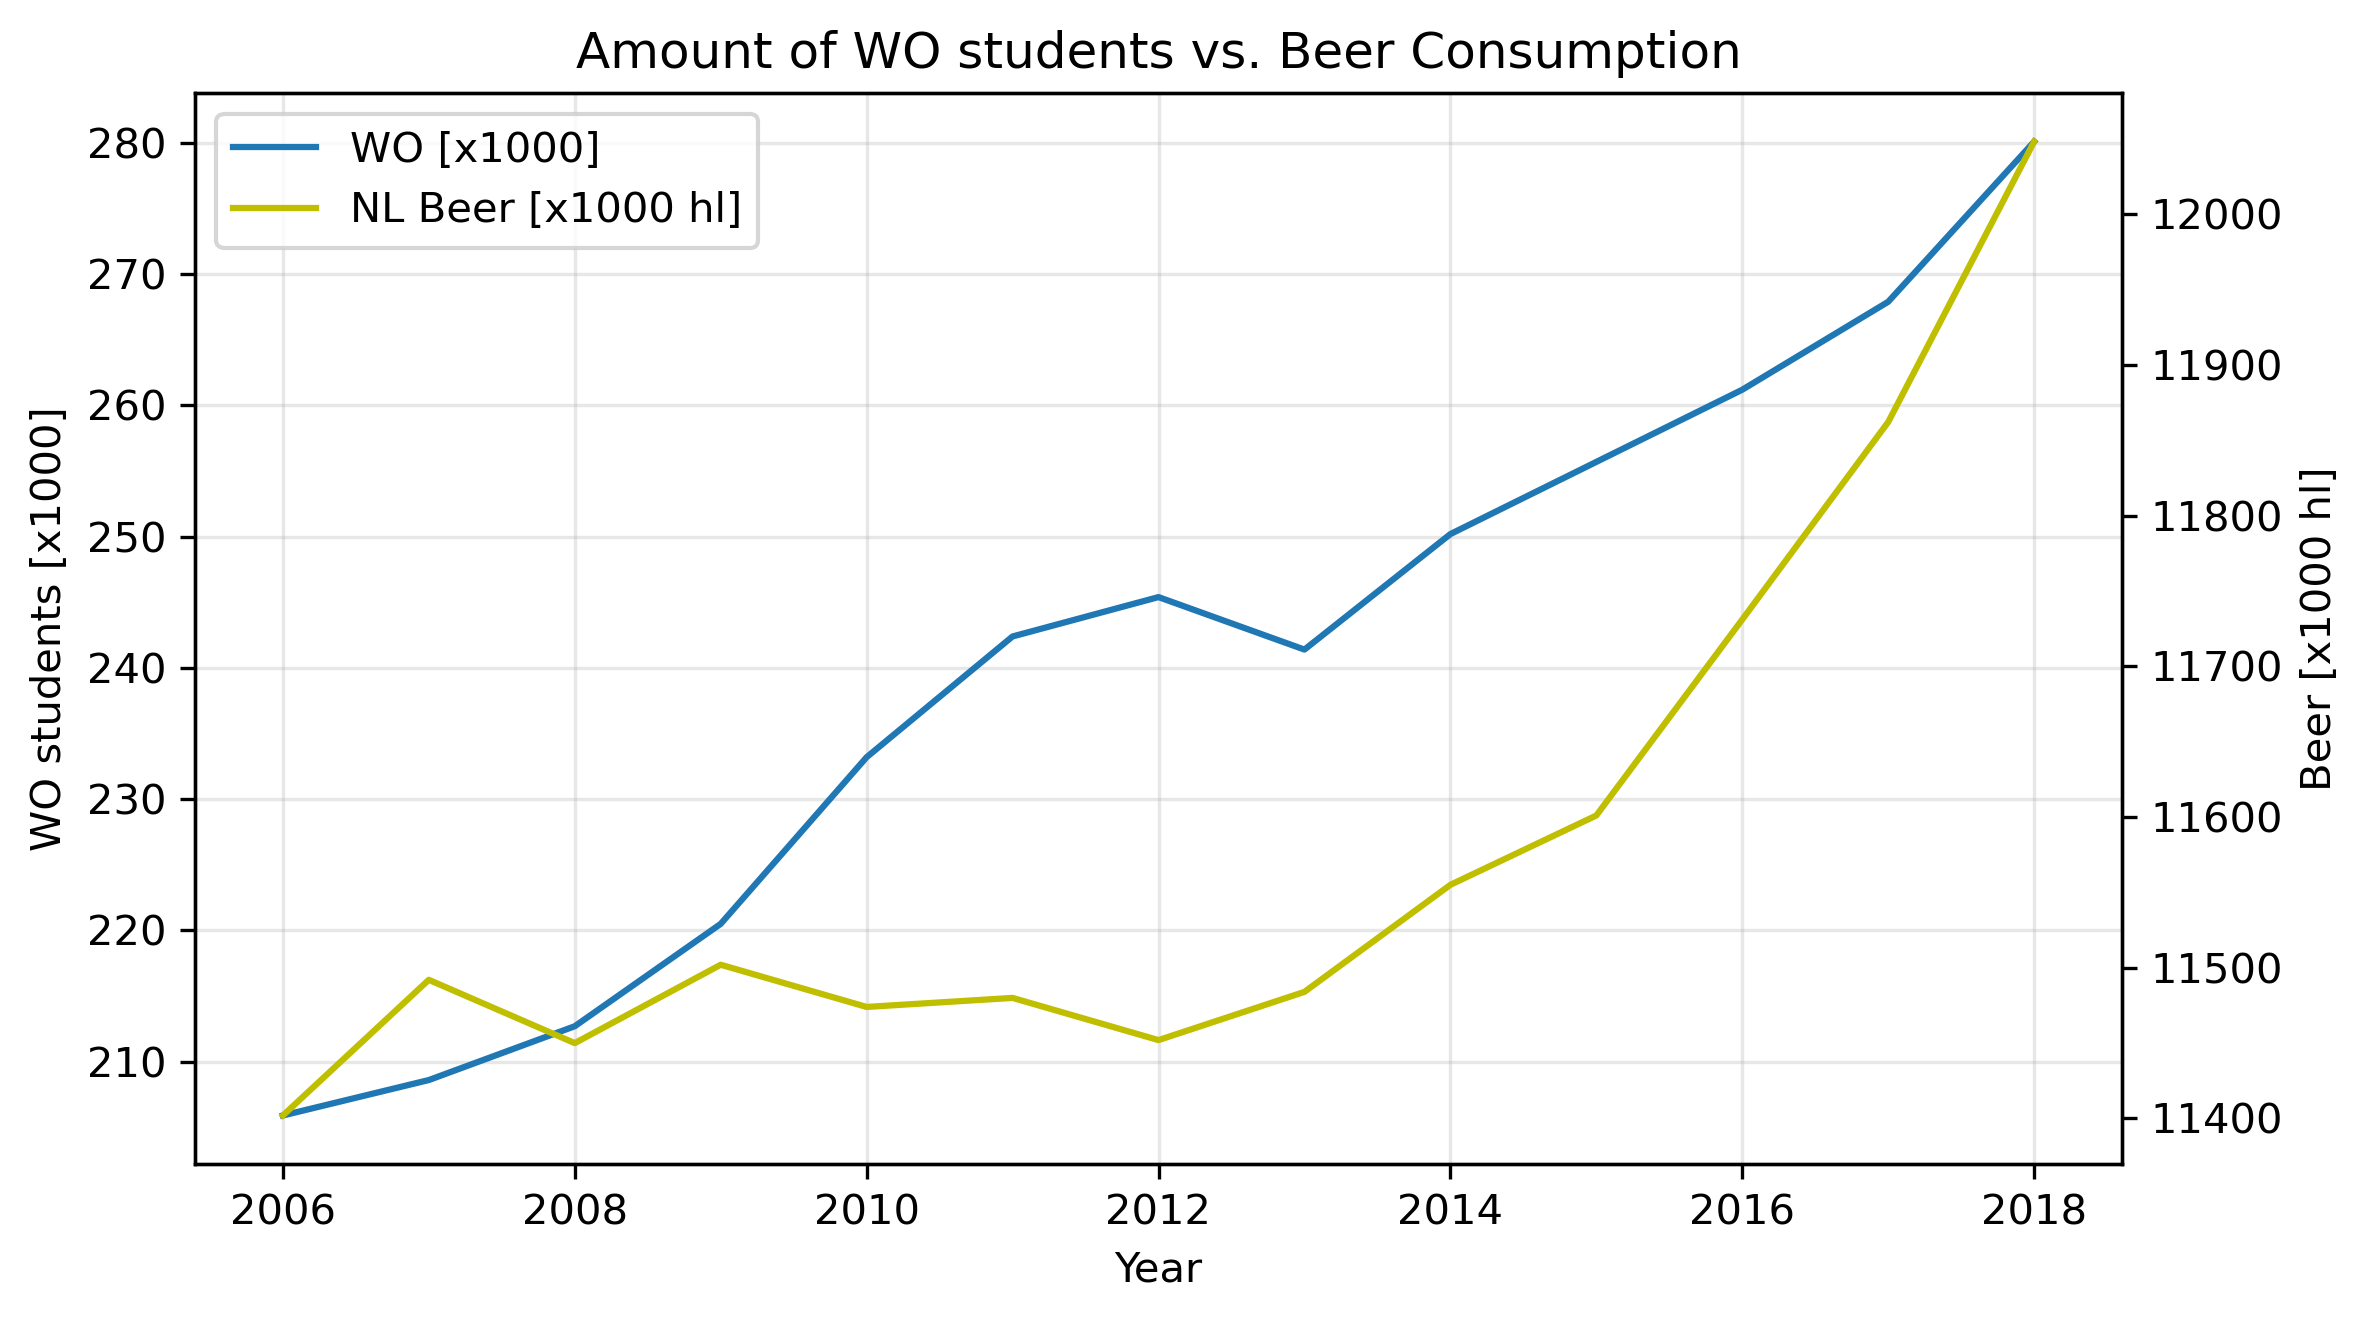 Amount of WO students vs. Beer Consumption
WO [x1000]
NL Beer [x1000 hl]
280
270
260
250
240
230
220
210
WO students [x1000]
12000
11900
11800
11700
11600
11500
11400
Beer [x1000 hl]
2006 2008 2010 2012 2014 2016 2018
Year